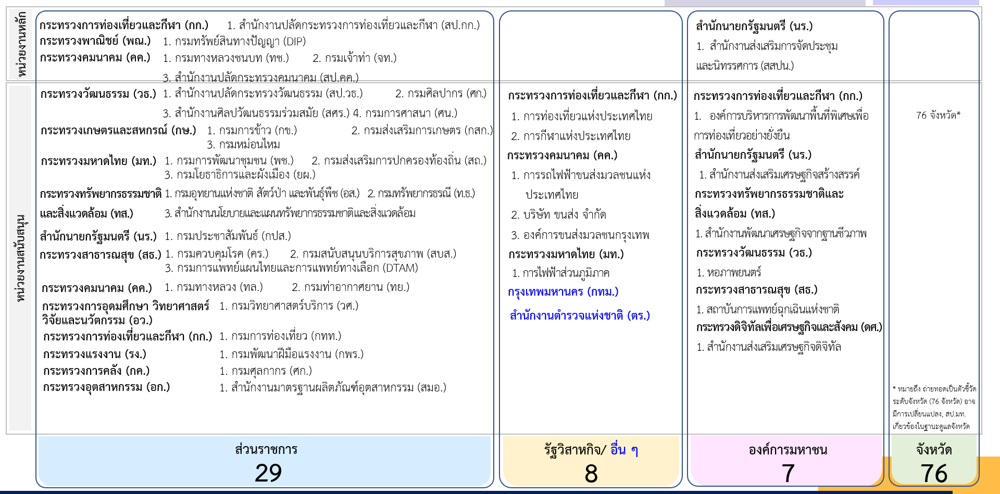 หน่วยงานหลัก
กระทรวงการท่องเที่ยวและกีฬา (กก.) 1. สำนักงานปลัดกระทรวงการท่องเที่ยวและกีฬา (สป.กก.)
กระทรวงพาณิชย์ (พณ.) 1. กรมทรัพย์สินทางปัญญา (DIP)
กระทรวงคมนาคม (คค.) 1. กรมทางหลวงชนบท (ทช.) 2. กรมเจ้าท่า (จท.)
3. สำนักงานปลัดกระทรวงคมนาคม (สป.คค.)
สำนักนายกรัฐมนตรี (นร.)
1. สำนักงานส่งเสริมการจัดประชุม
และนิทรรศการ (สสปน.)
หน่วยงานสนับสนุน
กระทรวงวัฒนธรรม (วธ.) 1. สำนักงานปลัดกระทรวงวัฒนธรรม (สป.วธ.) 2. กรมศิลปากร (ศก.)
3. สำนักงานศิลปวัฒนธรรมร่วมสมัย (สศร.) 4. กรมการศาสนา (ศน.)
กระทรวงเกษตรและสหกรณ์ (กษ.) 1. กรมการข้าว (กข.) 2. กรมส่งเสริมการเกษตร (กสก.)
3. กรมหม่อนไหม
กระทรวงมหาดไทย (มท.) 1. กรมการพัฒนาชุมชน (พช.) 2. กรมส่งเสริมการปกครองท้องถิ่น (สถ.)
3. กรมโยธาธิการและผังเมือง (ยผ.)
กระทรวงทรัพยากรธรรมชาติ 1. กรมอุทยานแห่งชาติ สัตว์ป่า และพันธุ์พืช (อส.) 2. กรมทรัพยากรธรณี (ท.ธ.)
และสิ่งแวดล้อม (ทส.) 3. สำนักงานนโยบายและแผนทรัพยากรธรรมชาติและสิ่งแวดล้อม
สำนักนายกรัฐมนตรี (นร.) 1. กรมประชาสัมพันธ์ (กปส.)
กระทรวงสาธารณสุข (สธ.) 1. กรมควบคุมโรค (คร.) 2. กรมสนับสนุนบริการสุขภาพ (สบส.)
3. กรมการแพทย์แผนไทยและการแพทย์ทางเลือก (DTAM)
กระทรวงคมนาคม (คค.) 1. กรมทางหลวง (ทล.) 2. กรมท่าอากาศยาน (ทย.)
กระทรวงการอุดมศึกษา วิทยาศาสตร์ 1. กรมวิทยาศาสตร์บริการ (วศ.)
วิจัยและนวัตกรรม (อว.)
กระทรวงการท่องเที่ยวและกีฬา (กก.) 1. กรมการท่องเที่ยว (กทท.)
กระทรวงแรงงาน (รง.) 1. กรมพัฒนาฝีมือแรงงาน (กพร.)
กระทรวงการคลัง (กค.) 1. กรมศุลกากร (ศก.)
กระทรวงอุตสาหกรรม (อก.) 1. สำนักงานมาตรฐานผลิตภัณฑ์อุตสาหกรรม (สมอ.)
กระทรวงการท่องเที่ยวและกีฬา (กก.)
1. การท่องเที่ยวแห่งประเทศไทย
2. การกีฬาแห่งประเทศไทย
กระทรวงคมนาคม (คค.)
1. การรถไฟฟ้าขนส่งมวลชนแห่ง
ประเทศไทย
2. บริษัท ขนส่ง จำกัด
3. องค์การขนส่งมวลชนกรุงเทพ
กระทรวงมหาดไทย (มท.)
1. การไฟฟ้าส่วนภูมิภาค
กรุงเทพมหานคร (กทม.)
สำนักงานตำรวจแห่งชาติ (ตร.)
กระทรวงการท่องเที่ยวและกีฬา (กก.)
1. องค์การบริหารการพัฒนาพื้นที่พิเศษเพื่อ
การท่องเที่ยวอย่างยั่งยืน
สำนักนายกรัฐมนตรี (นร.)
1. สำนักงานส่งเสริมเศรษฐกิจสร้างสรรค์
กระทรวงทรัพยากรธรรมชาติและ
สิ่งแวดล้อม (ทส.)
1. สำนักงานพัฒนาเศรษฐกิจจากฐานชีวภาพ
กระทรวงวัฒนธรรม (วธ.)
1. หอภาพยนตร์
กระทรวงสาธารณสุข (สธ.)
1. สถาบันการแพทย์ฉุกเฉินแห่งชาติ
กระทรวงดิจิทัลเพื่อเศรษฐกิจและสังคม (ดศ.)
1. สำนักงานส่งเสริมเศรษฐกิจดิจิทัล
76 จังหวัด*
* หมายถึง ถ่ายทอดเป็นตัวชี้วัด
ระดับจังหวัด (76 จังหวัด) อาจ
มีการเปลี่ยนแปลง, สป.มท.
เกี่ยวข้องในฐานะดูแลจังหวัด
ส่วนราชการ
29
รัฐวิสาหกิจ/ อื่น ๆ
8
องค์การมหาชน
7
จังหวัด
76